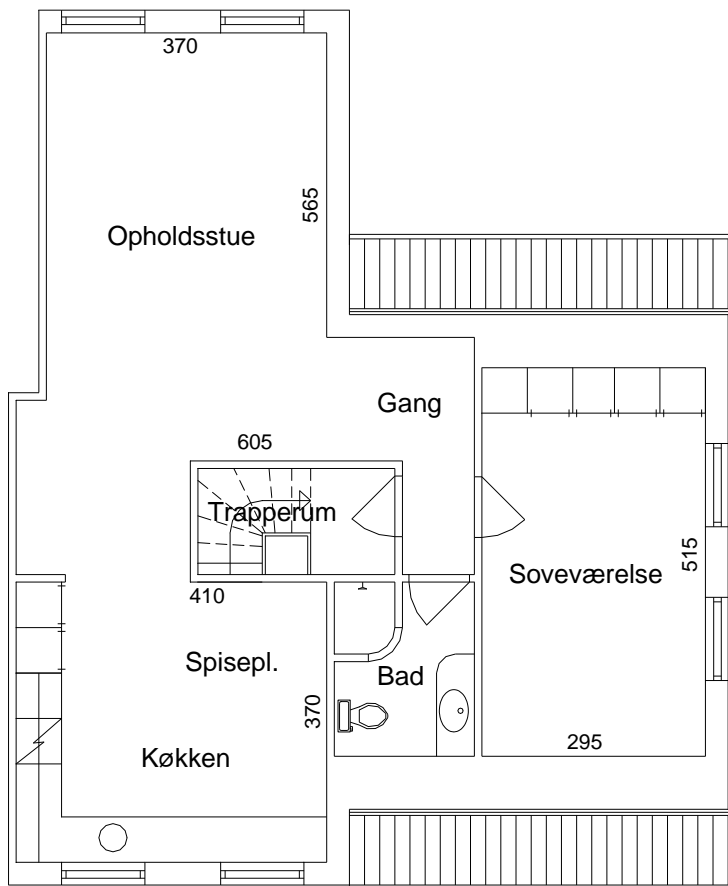 370
565
Opholdsstue
Gang
605
Trapperum
410
Soveværelse
515
Spisepl.
Bad
370
Køkken
295